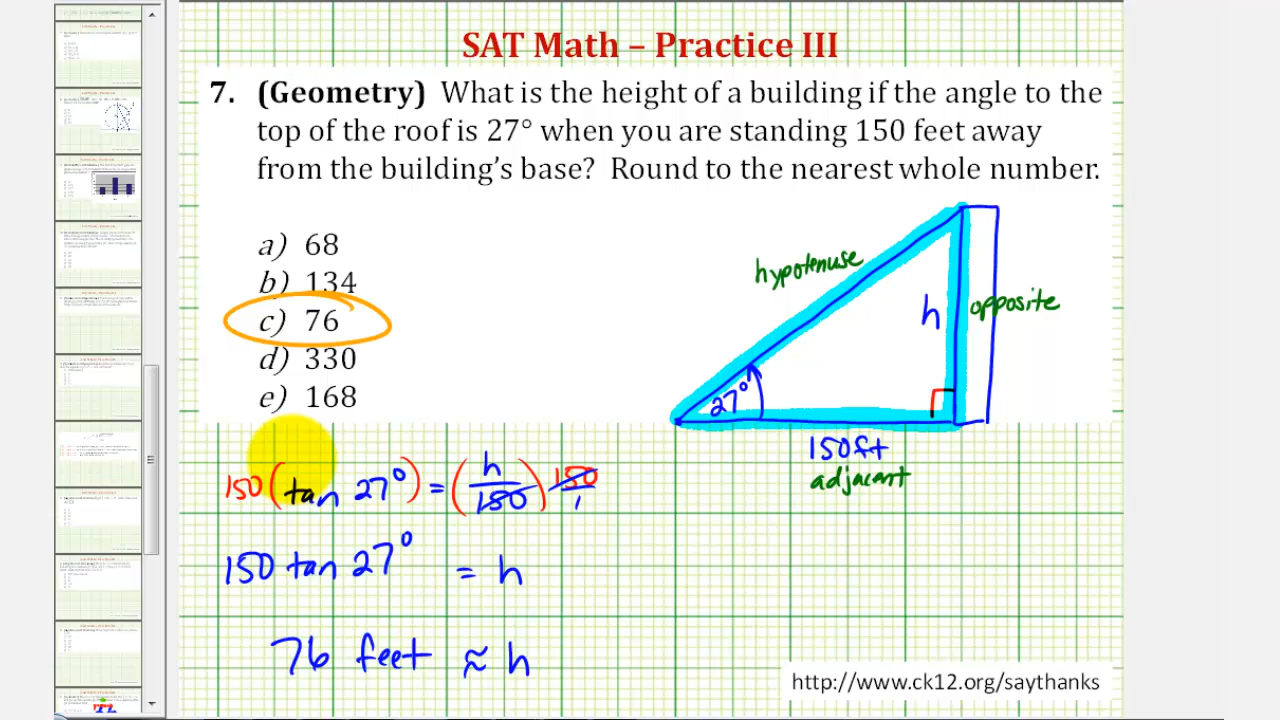 SAT Math – Practice III
7. (Geometry) What is the height of a building if the angle to the
top of the roof is 27° when you are standing 150 feet away
from the building's base? Round to the nearest whole number.
a) 68
b) 134
c) 76
d) 330
e) 168
hypotenuse
h
opposite
27°
150ft
adjacent
150 (tan 27°) = (h/150) 150/1
150 tan 27° = h
76 feet ≈ h
http://www.ck12.org/saythanks